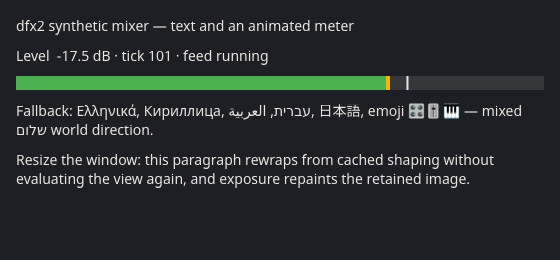 dfx2 synthetic mixer — text and an animated meter
Level -17.5 dB · tick 101 · feed running
Fallback: Ελληνικά, Кириллица, עברית, العربية, 日本語, emoji 🎛️🎚️🎹 — mixed
שלום world direction.
Resize the window: this paragraph rewraps from cached shaping without
evaluating the view again, and exposure repaints the retained image.